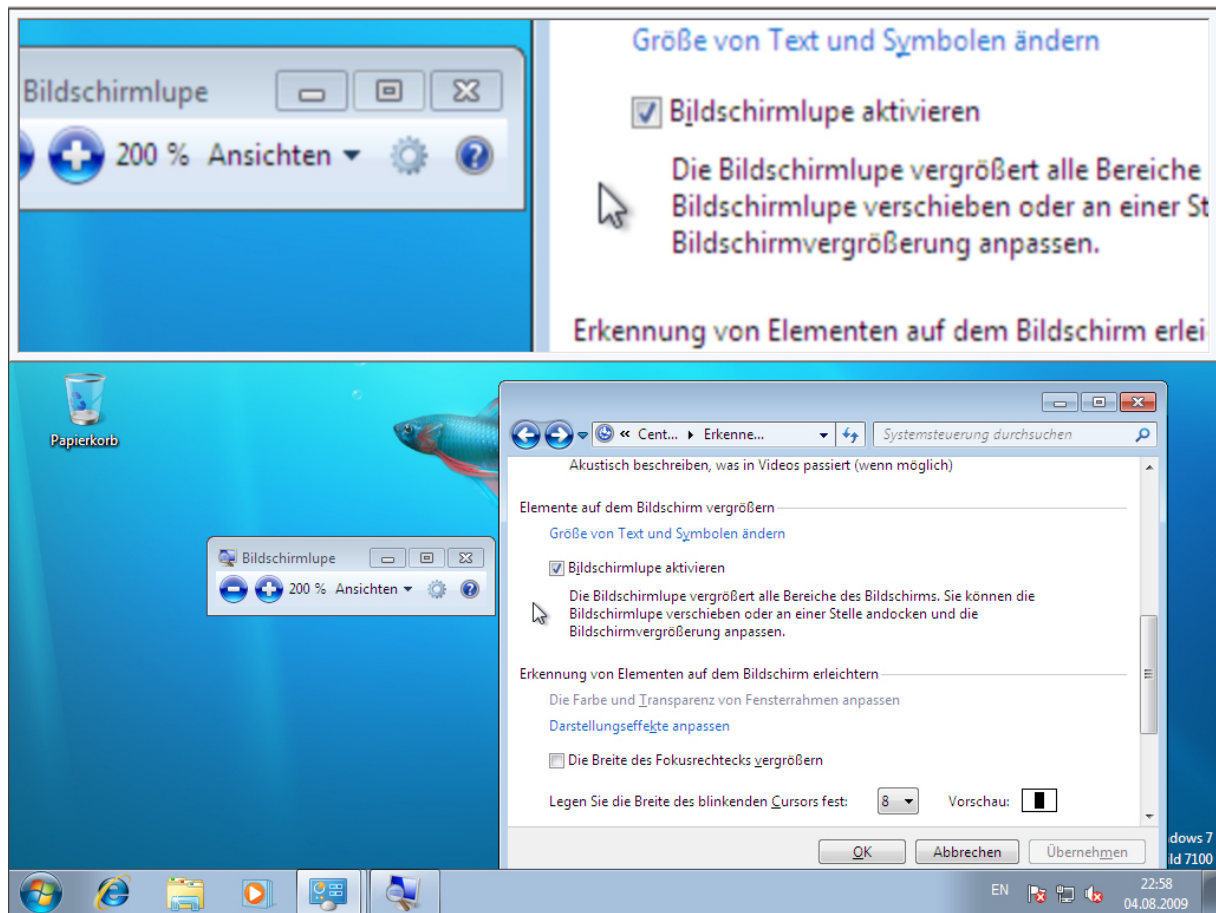 Größe von Text und Symbolen ändern
Bildschirmlupe
Bildschirmlupe aktivieren
200 % Ansichten
Die Bildschirmlupe vergrößert alle Bereiche
Bildschirmlupe verschieben oder an einer St
Bildschirmvergrößerung anpassen.
Erkennung von Elementen auf dem Bildschirm erlei
Papierkorb
Bildschirmlupe
200 % Ansichten
« Cent... Erkenne...
Systemsteuerung durchsuchen
Akustisch beschreiben, was in Videos passiert (wenn möglich)
Elemente auf dem Bildschirm vergrößern
Größe von Text und Symbolen ändern
Bildschirmlupe aktivieren
Die Bildschirmlupe vergrößert alle Bereiche des Bildschirms. Sie können die
Bildschirmlupe verschieben oder an einer Stelle andocken und die
Bildschirmvergrößerung anpassen.
Erkennung von Elementen auf dem Bildschirm erleichtern
Die Farbe und Transparenz von Fensterrahmen anpassen
Darstellungseffekte anpassen
Die Breite des Fokusrechtecks vergrößern
Legen Sie die Breite des blinkenden Cursors fest: 8 Vorschau:
OK Abbrechen Übernehmen
dows 7
ild 7100
EN
22:58
04.08.2009